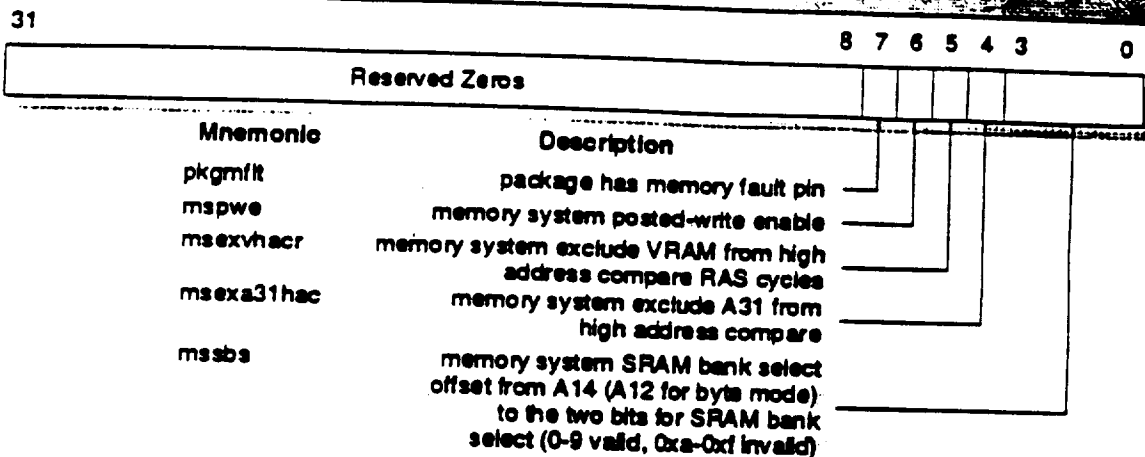 31 8 7 6 5 4 3 0
Reserved Zeros
Mnemonic Description
pkgmflt package has memory fault pin
mspwe memory system posted-write enable
msexvhacr memory system exclude VRAM from high
address compare RAS cycles
msexa31hac memory system exclude A31 from
high address compare
mssbs memory system SRAM bank select
offset from A14 (A12 for byte mode)
to the two bits for SRAM bank
select (0-9 valid, 0xa-0xf invalid)